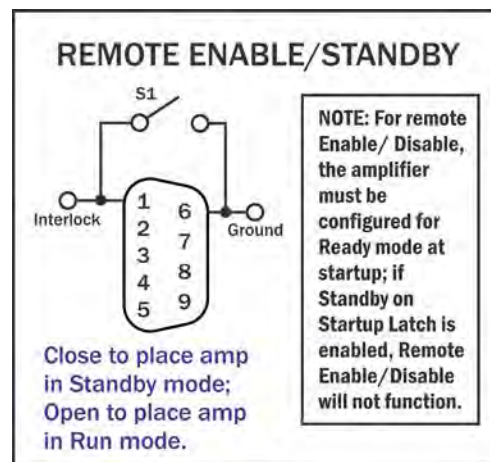 REMOTE ENABLE/STANDBY
S1
Interlock
1
2
3
4
5
6
7
8
9
Ground
Close to place amp
in Standby mode;
Open to place amp
in Run mode.
NOTE: For remote
Enable/ Disable,
the amplifier
must be
configured for
Ready mode at
startup; if
Standby on
Startup Latch is
enabled, Remote
Enable/Disable
will not function.